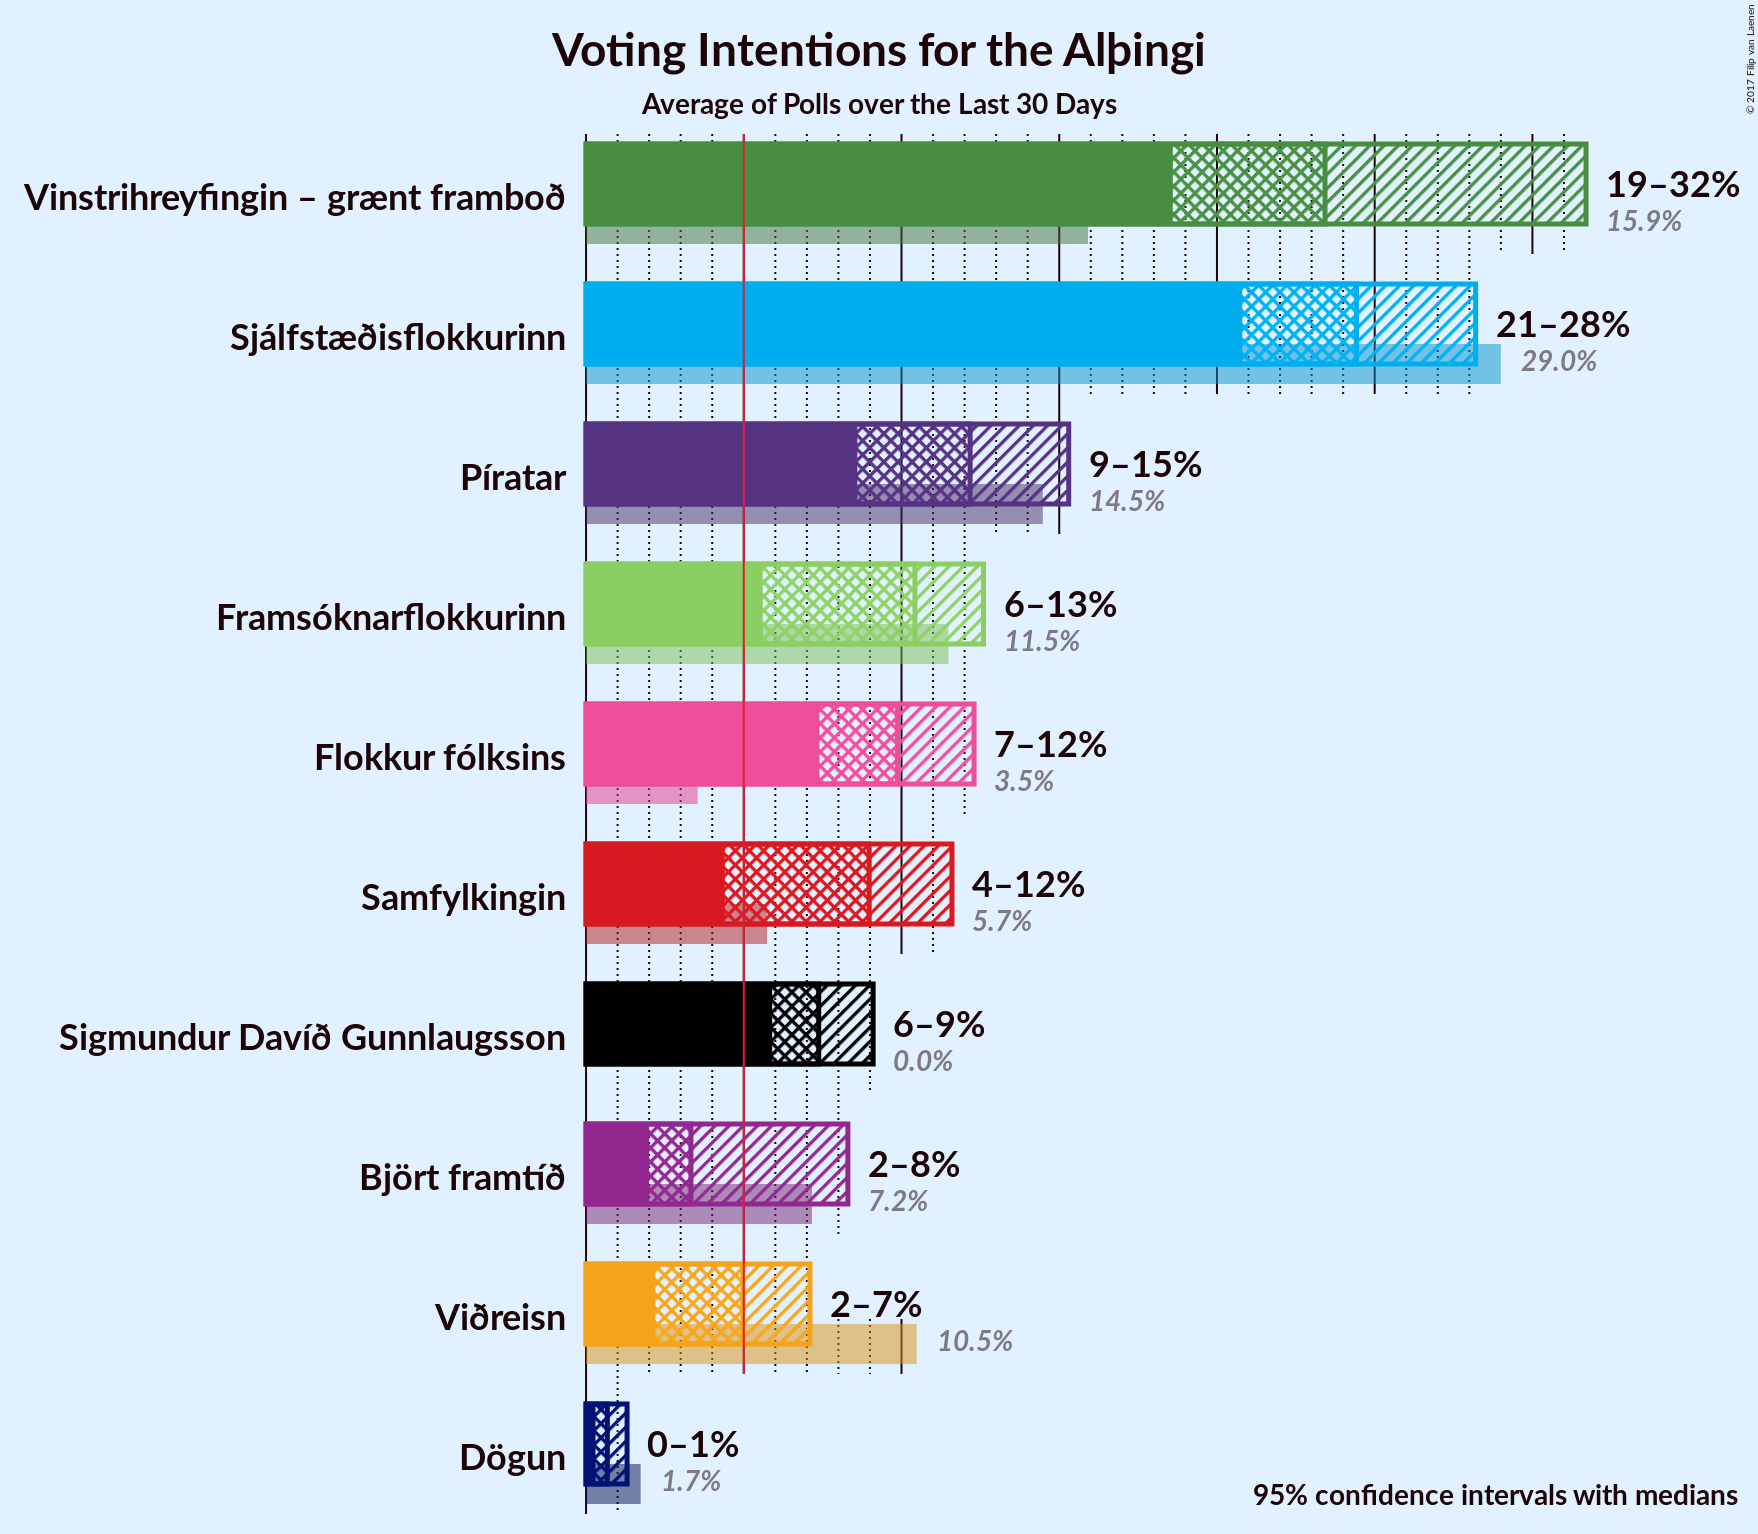 Voting Intentions for the Alþingi
Average of Polls over the Last 30 Days
© 2017 Filip van Laenen
Vinstrihreyfingin – grænt framboð
19–32%
15.9%
Sjálfstæðisflokkurinn
21–28%
29.0%
Píratar
9–15%
14.5%
Framsóknarflokkurinn
6–13%
11.5%
Flokkur fólksins
7–12%
3.5%
Samfylkingin
4–12%
5.7%
Sigmundur Davíð Gunnlaugsson
6–9%
0.0%
Björt framtíð
2–8%
7.2%
Viðreisn
2–7%
10.5%
Dögun
0–1%
1.7%
95% confidence intervals with medians